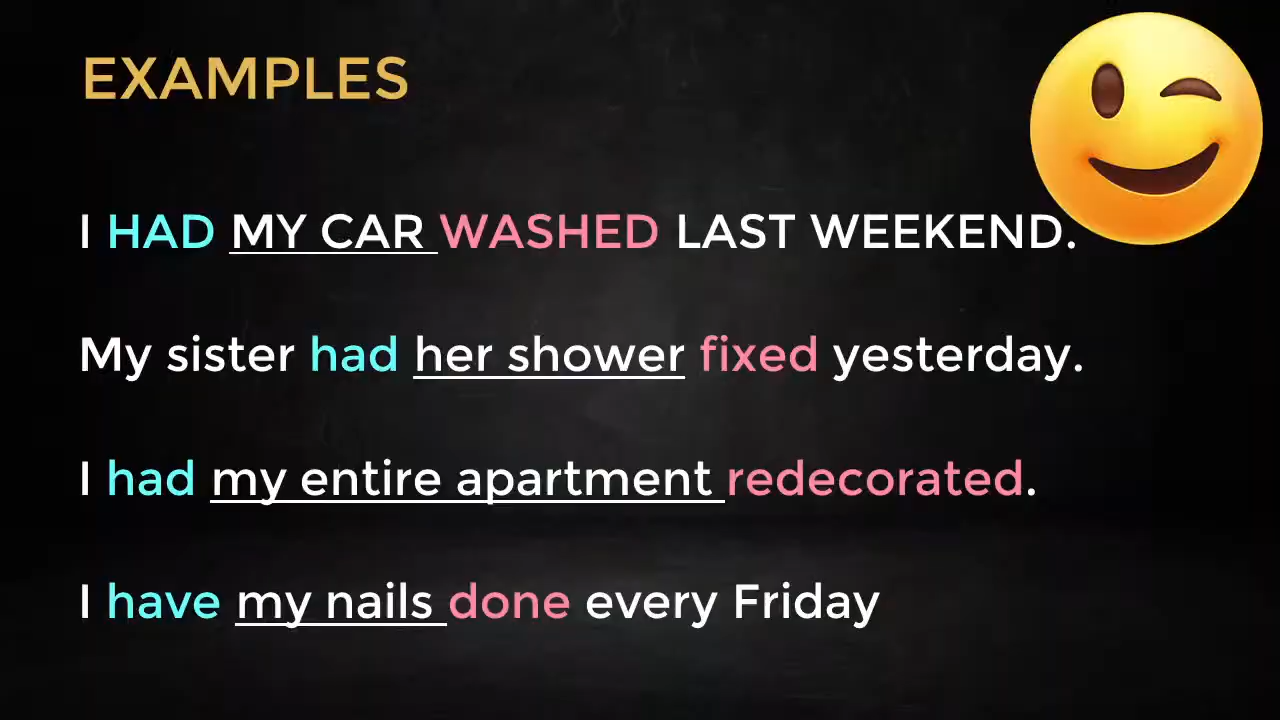 EXAMPLES
I HAD MY CAR WASHED LAST WEEKEND.
My sister had her shower fixed yesterday.
I had my entire apartment redecorated.
I have my nails done every Friday